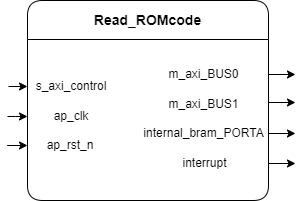 Read_ROMcode
s_axi_control
ap_clk
ap_rst_n
m_axi_BUS0
m_axi_BUS1
internal_bram_PORTA
interrupt